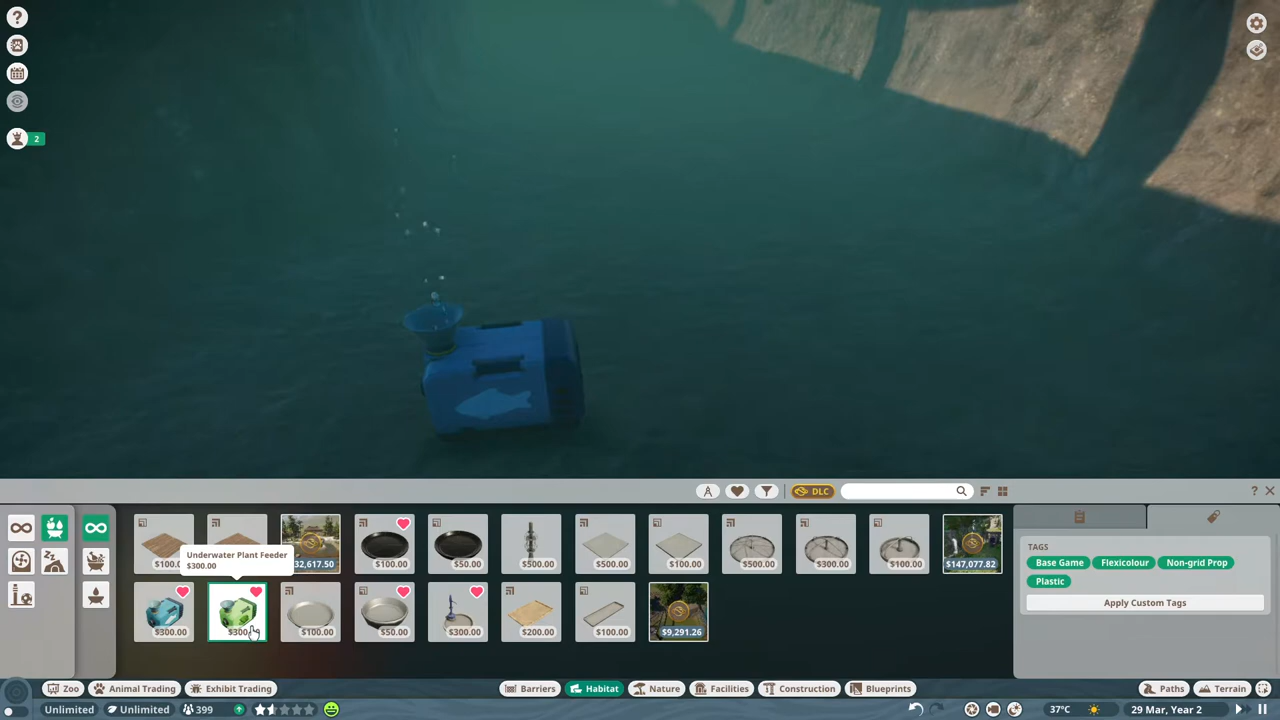 2
DLC
$100.00
32,617.50
$100.00
$50.00
$500.00
$500.00
$100.00
$500.00
$300.00
$100.00
$147,077.82
Underwater Plant Feeder
$300.00
$300.00
$300.00
$100.00
$50.00
$300.00
$200.00
$100.00
$9,291.26
TAGS
Base Game
Flexicolour
Non-grid Prop
Plastic
Apply Custom Tags
Zoo
Animal Trading
Exhibit Trading
Barriers
Habitat
Nature
Facilities
Construction
Blueprints
Paths
Terrain
Unlimited
Unlimited
399
37°C
29 Mar, Year 2